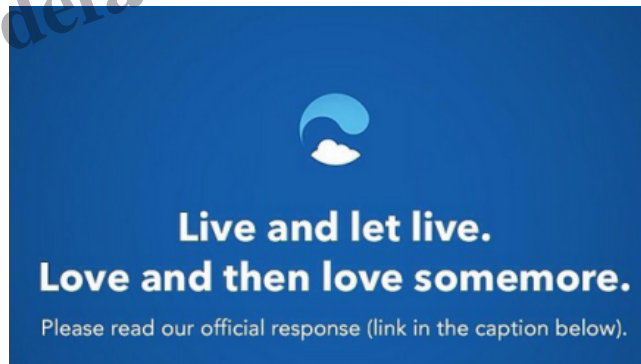 Live and let live.
Love and then love somemore.
Please read our official response (link in the caption below).